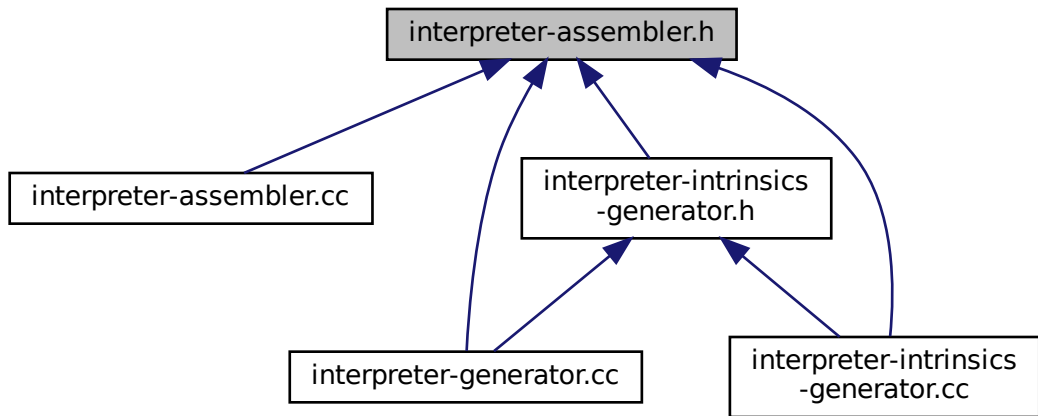 interpreter-assembler.h
interpreter-assembler.cc
interpreter-intrinsics
-generator.h
interpreter-generator.cc
interpreter-intrinsics
-generator.cc